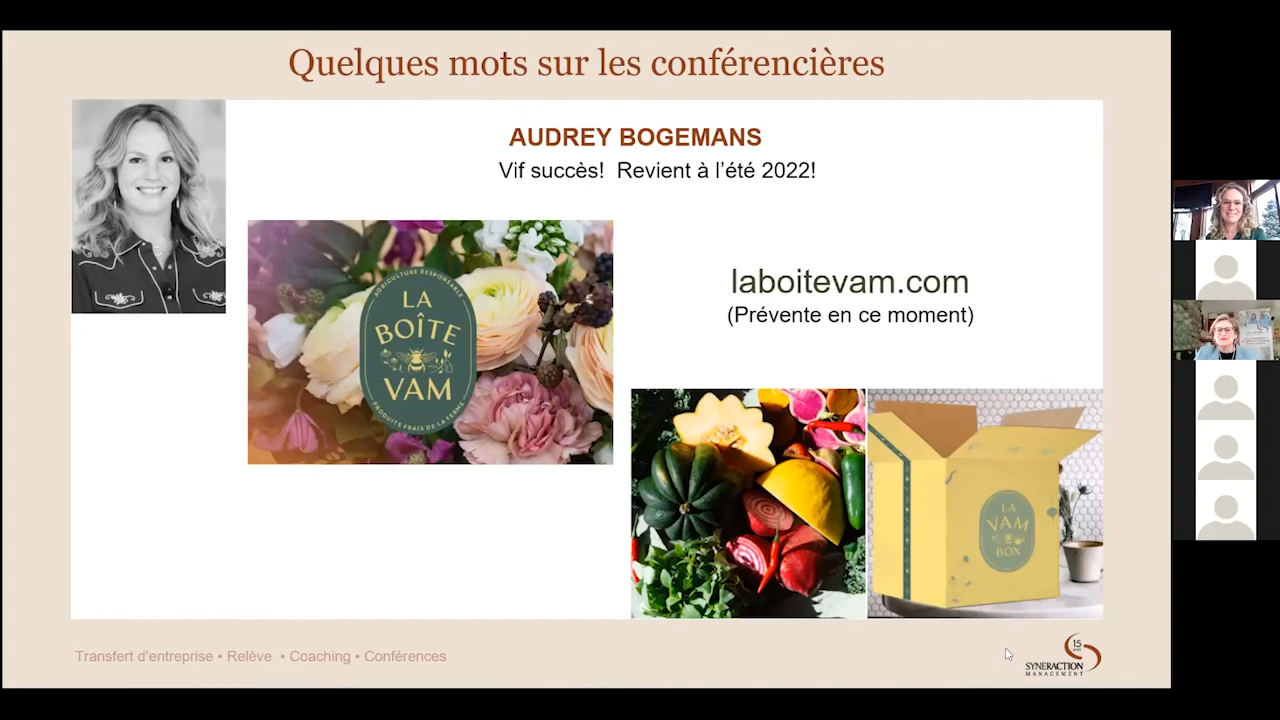 Quelques mots sur les conférencières
AUDREY BOGEMANS
Vif succès! Revient à l'été 2022!
AGRICULTURE RESPONSABLE
LA
BOÎTE
VAM
PRODUITS FRAIS DE LA FERME
laboitevam.com
(Prévente en ce moment)
LA
VAM
BOX
Transfert d'entreprise • Relève • Coaching • Conférences
15
ANS
SYNERACTION
MANAGEMENT